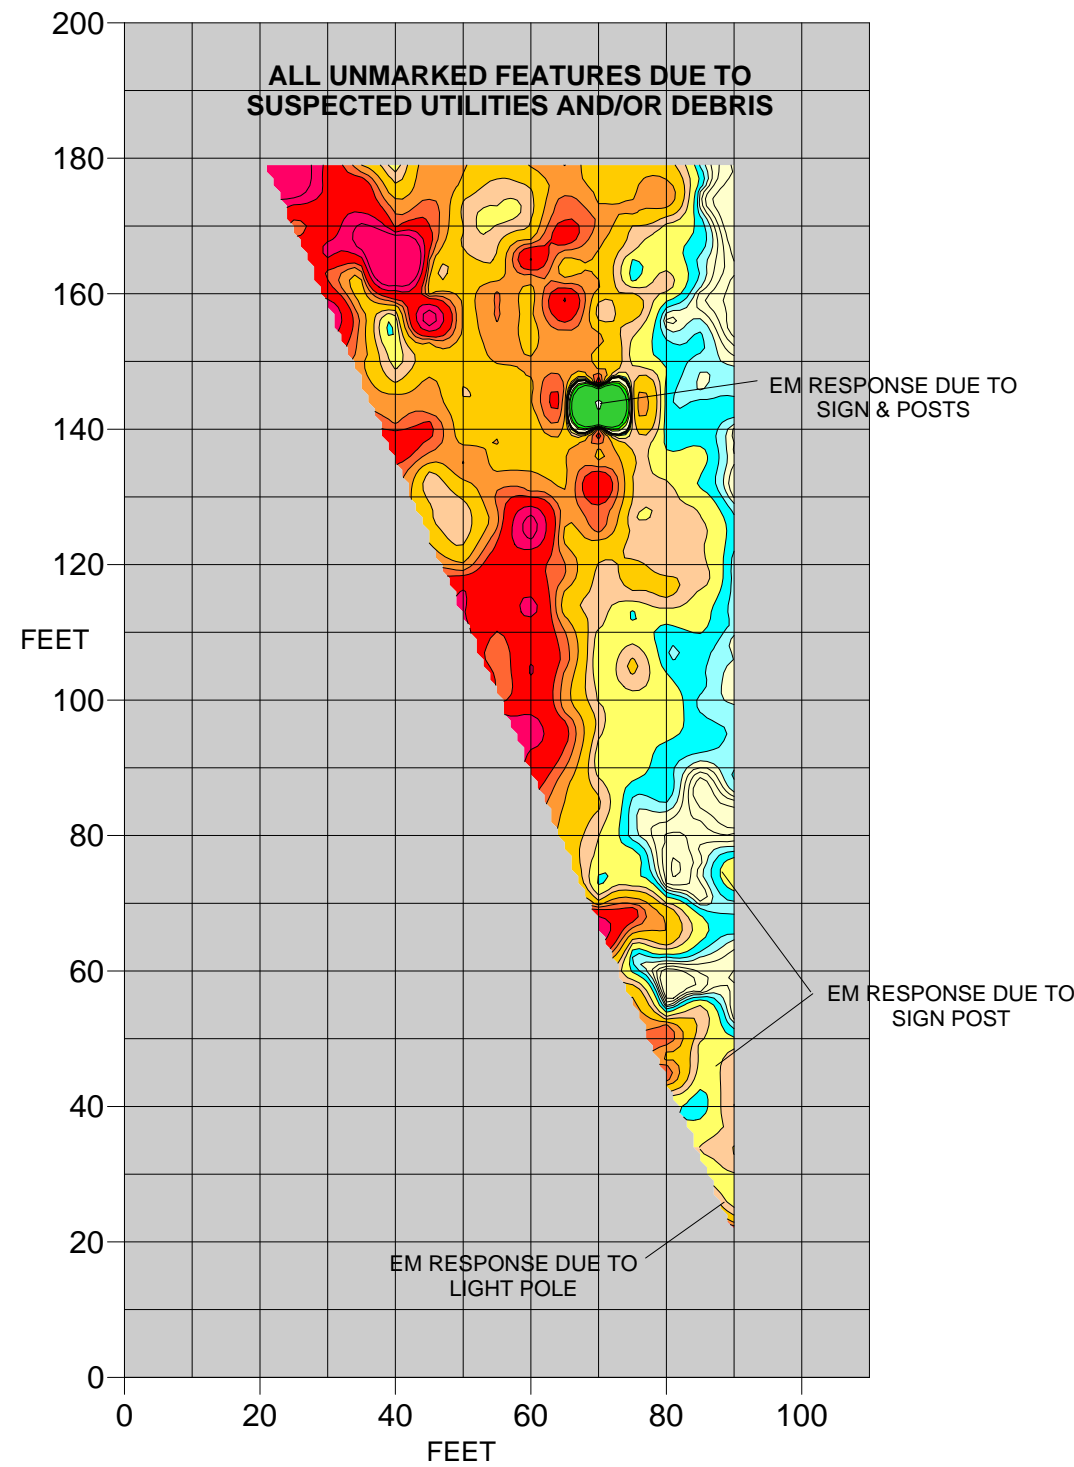 200
ALL UNMARKED FEATURES DUE TO
SUSPECTED UTILITIES AND/OR DEBRIS
180
160
EM RESPONSE DUE TO
SIGN & POSTS
140
120
FEET
100
80
60
EM RESPONSE DUE TO
SIGN POST
40
20
EM RESPONSE DUE TO
LIGHT POLE
0
0 20 40 60 80 100
FEET